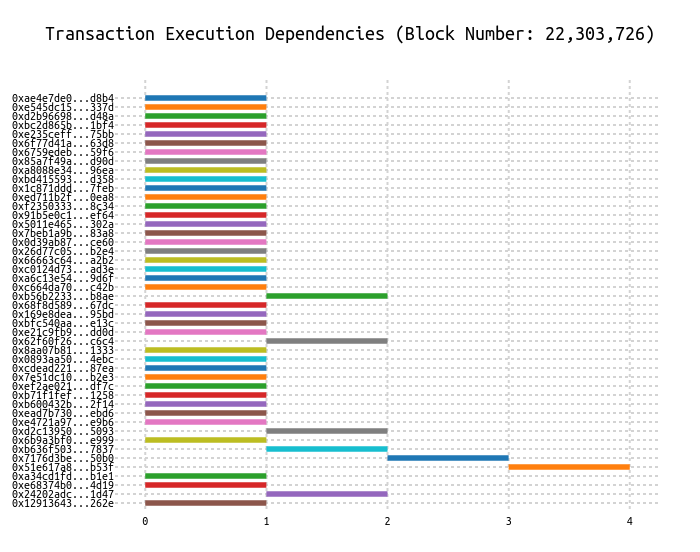 Transaction Execution Dependencies (Block Number: 22,303,726)
0xae4e7de0...d8b4
0xe545dc15...337d
0xd2b96698...d48a
0xbc2d865b...1bf4
0xe235ceff...75bb
0x6f77d41a...63d8
0x6759edeb...59f6
0x85a7f49a...d90d
0xa8088e34...96ea
0xbd415593...d358
0x1c871ddd...7feb
0xed711b2f...0ea8
0xf2350333...8c34
0x91b5e0c1...ef64
0x5011e465...302a
0x7beb1a9b...83a8
0x0d39ab87...ce60
0x26d77c05...b2e4
0x66663c64...a2b2
0xc0124d73...ad3e
0xa6c13e54...9d6f
0xc664da70...c42b
0xb56b2233...b8ae
0x68f8d589...67dc
0x169e8dea...95bd
0xbfc540aa...e13c
0xe21c9fb9...dd0d
0x62f60f26...c6c4
0x8aa07b81...1333
0x0893aa50...4ebc
0xcdead221...87ea
0x7e51dc10...b2e3
0xef2ae021...df7c
0xb71f1fef...1258
0xb600432b...2f14
0xead7b730...ebd6
0xe4721a97...e9b6
0xd2c13950...5093
0x6b9a3bf0...e999
0xb636f503...7837
0x7176d3be...50b0
0x51e617a8...b53f
0xa34cd1fd...b1e1
0xe68374b0...4d19
0x24202adc...1d47
0x12913643...262e
0 1 2 3 4